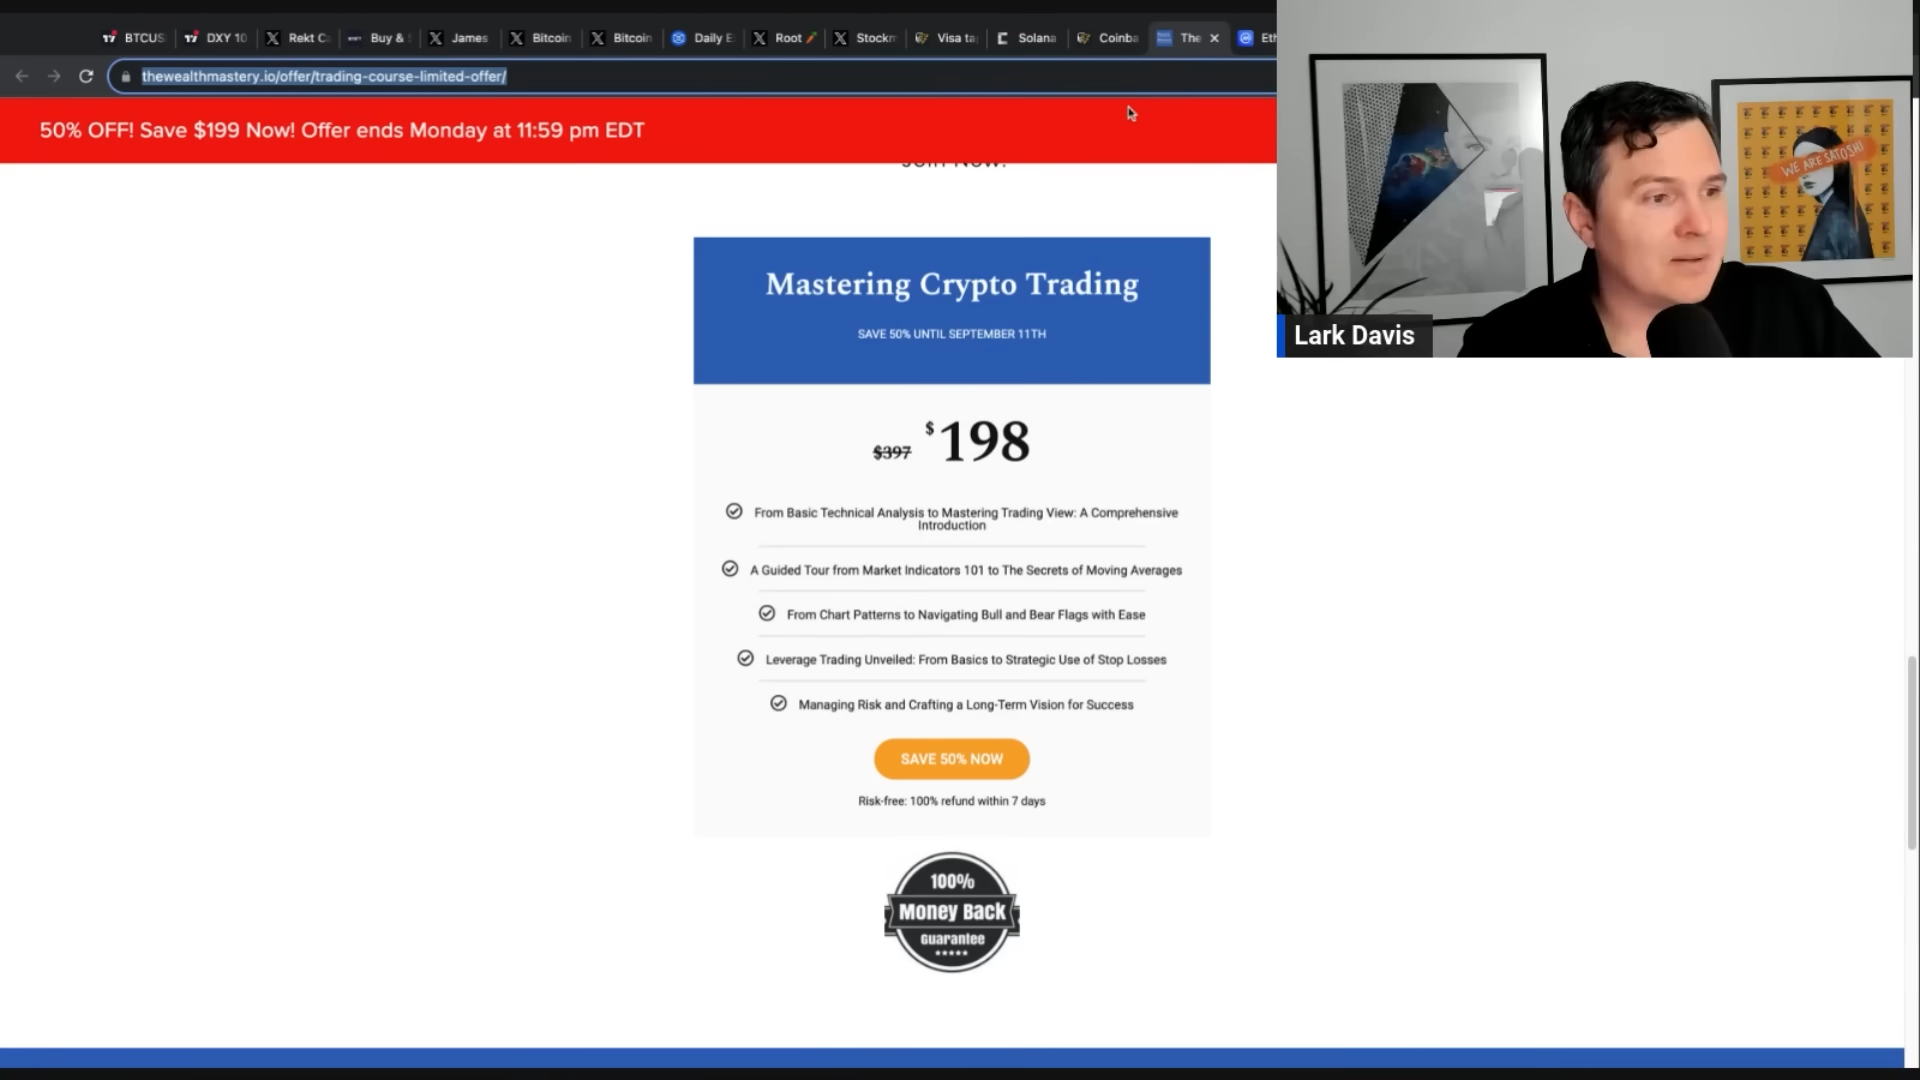 BTCUS
DXY 10
Rekt C
Buy &
James
Bitcoin
Bitcoin
Daily E
Root
Stockm
Visa ta
Solana
Coinba
The
Eth
thewealthmastery.io/offer/trading-course-limited-offer/
50% OFF! Save $199 Now! Offer ends Monday at 11:59 pm EDT
Join Now!
WE ARE SATOSHI
Lark Davis
Mastering Crypto Trading
SAVE 50% UNTIL SEPTEMBER 11TH
$397 $198
From Basic Technical Analysis to Mastering Trading View: A Comprehensive
Introduction
A Guided Tour from Market Indicators 101 to The Secrets of Moving Averages
From Chart Patterns to Navigating Bull and Bear Flags with Ease
Leverage Trading Unveiled: From Basics to Strategic Use of Stop Losses
Managing Risk and Crafting a Long-Term Vision for Success
SAVE 50% NOW
Risk-free: 100% refund within 7 days
100%
Money Back
Guarantee